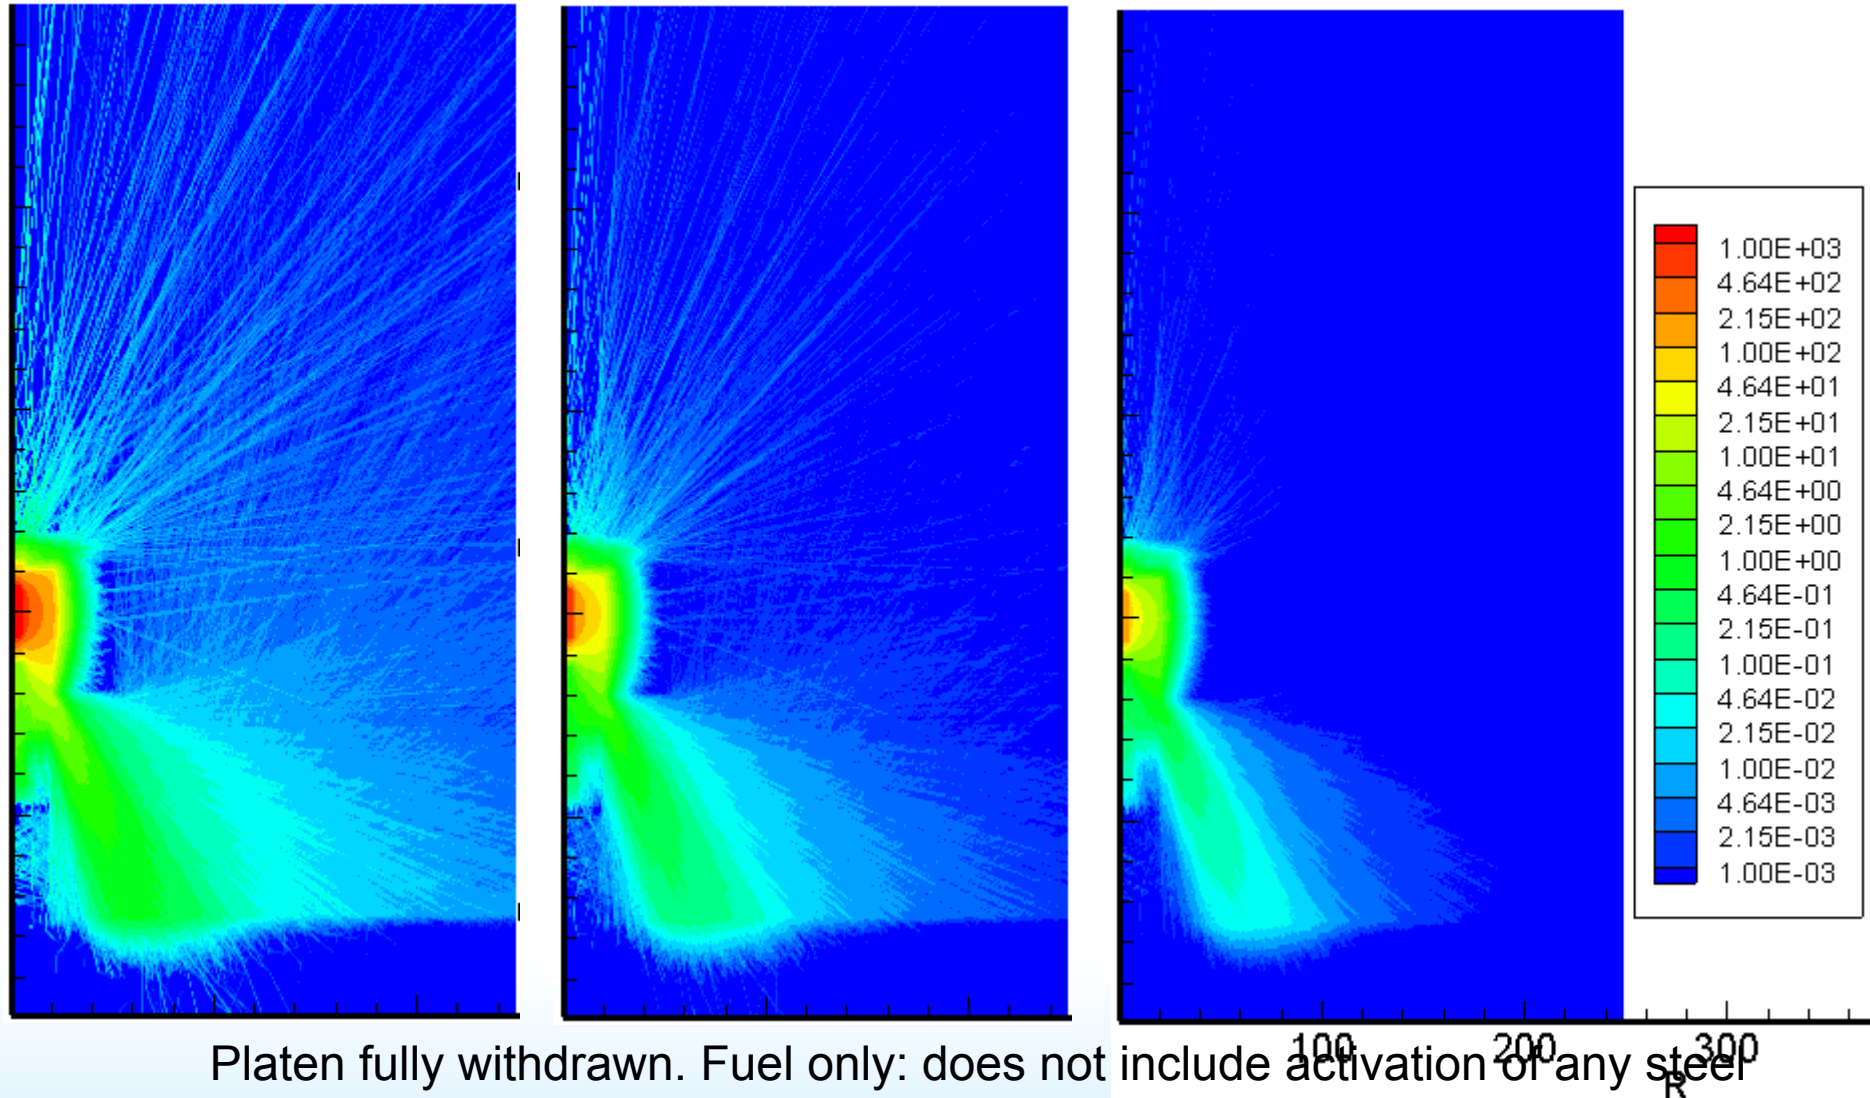 1.00E+03
4.64E+02
2.15E+02
1.00E+02
4.64E+01
2.15E+01
1.00E+01
4.64E+00
2.15E+00
1.00E+00
4.64E-01
2.15E-01
1.00E-01
4.64E-02
2.15E-02
1.00E-02
4.64E-03
2.15E-03
1.00E-03
100 200 300
Platen fully withdrawn. Fuel only: does not include activation of any steel
R